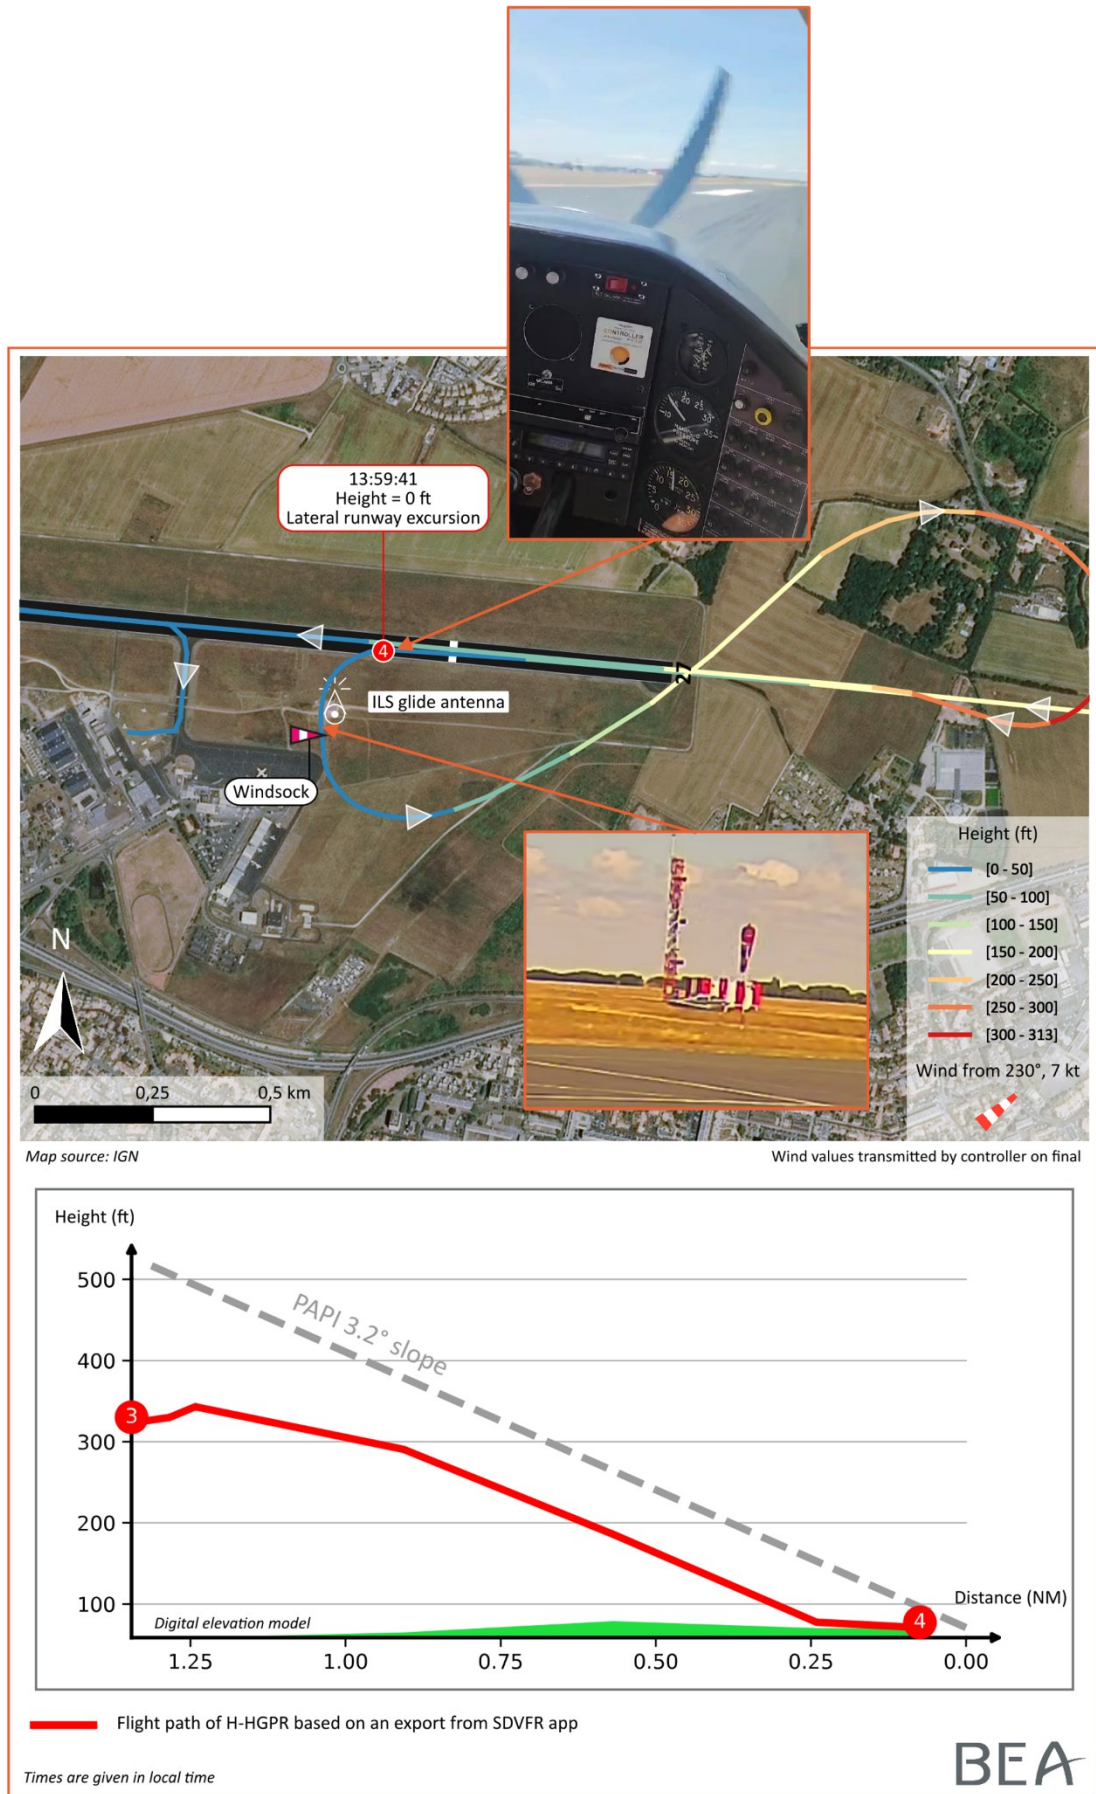 CONTROLLER
13:59:41
Height = 0 ft
Lateral runway excursion
4
27
ILS glide antenna
Windsock
N
0 0,25 0,5 km
Height (ft)
[0 - 50]
[50 - 100]
[100 - 150]
[150 - 200]
[200 - 250]
[250 - 300]
[300 - 313]
Wind from 230°, 7 kt
Map source: IGN
Wind values transmitted by controller on final
Height (ft)
500
400
300
200
100
PAPI 3.2° slope
3
4
Distance (NM)
Digital elevation model
1.25 1.00 0.75 0.50 0.25 0.00
Flight path of H-HGPR based on an export from SDVFR app
Times are given in local time
BEA